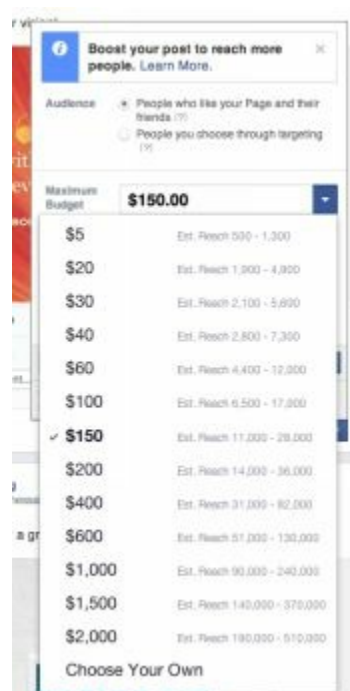 Boost your post to reach more
people. Learn More.
Audience
People who like your Page and their
friends [?]
People you choose through targeting
[?]
Maximum
Budget
$150.00
$5 Est. Reach 500 - 1,300
$20 Est. Reach 1,900 - 4,900
$30 Est. Reach 2,100 - 5,600
$40 Est. Reach 2,800 - 7,300
$60 Est. Reach 4,400 - 12,000
$100 Est. Reach 6,500 - 17,000
$150 Est. Reach 11,000 - 28,000
$200 Est. Reach 14,000 - 36,000
$400 Est. Reach 31,000 - 82,000
$600 Est. Reach 51,000 - 130,000
$1,000 Est. Reach 90,000 - 240,000
$1,500 Est. Reach 140,000 - 370,000
$2,000 Est. Reach 190,000 - 510,000
Choose Your Own
a gr